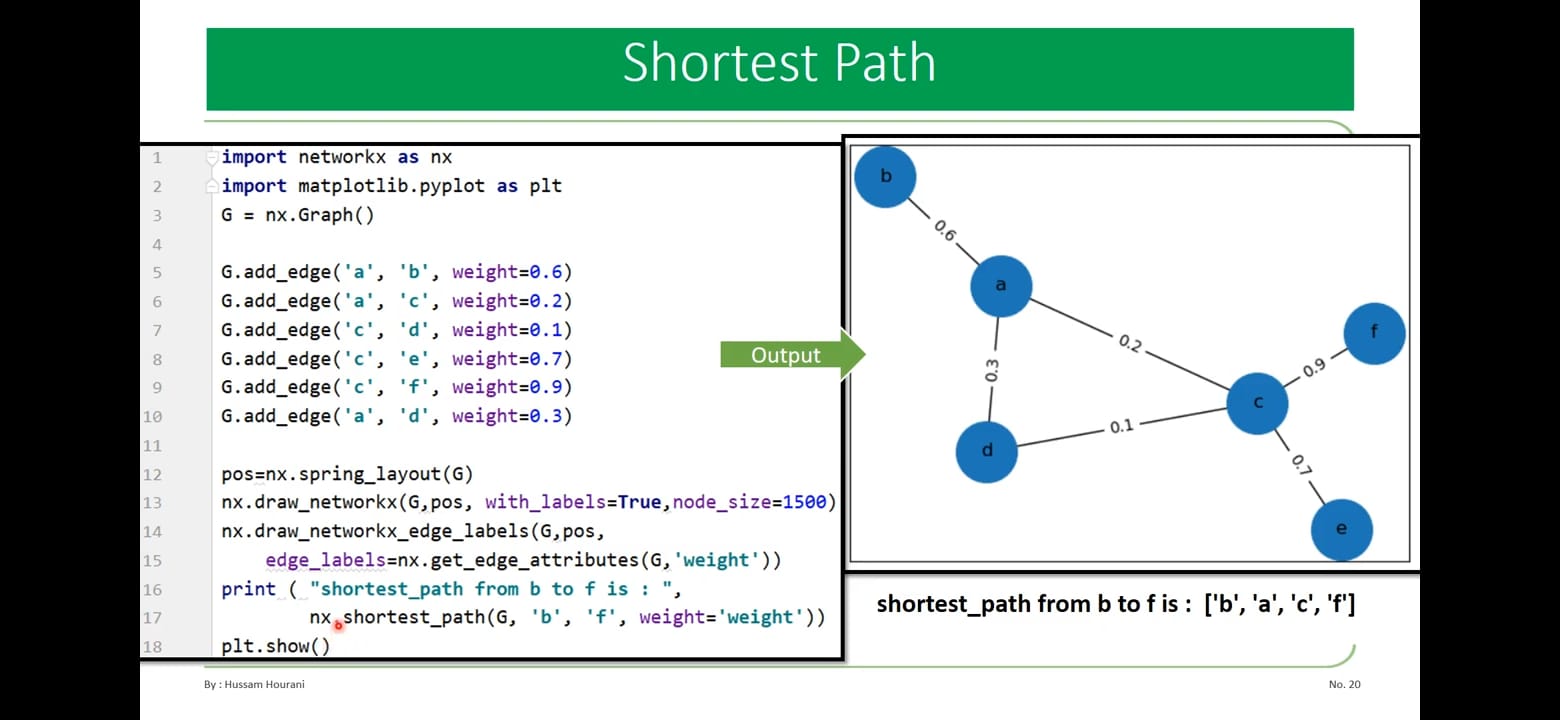 Shortest Path
1 import networkx as nx
2 import matplotlib.pyplot as plt
3 G = nx.Graph()
4
5 G.add_edge('a', 'b', weight=0.6)
6 G.add_edge('a', 'c', weight=0.2)
7 G.add_edge('c', 'd', weight=0.1)
8 G.add_edge('c', 'e', weight=0.7)
9 G.add_edge('c', 'f', weight=0.9)
10 G.add_edge('a', 'd', weight=0.3)
11
12 pos=nx.spring_layout(G)
13 nx.draw_networkx(G,pos, with_labels=True,node_size=1500)
14 nx.draw_networkx_edge_labels(G,pos,
15 edge_labels=nx.get_edge_attributes(G,'weight'))
16 print ( "shortest_path from b to f is : ",
17 nx.shortest_path(G, 'b', 'f', weight='weight'))
18 plt.show()
Output
b
0.6
a
f
0.2
0.9
0.3
c
0.1
d
0.7
e
shortest_path from b to f is : ['b', 'a', 'c', 'f']
By : Hussam Hourani
No. 20